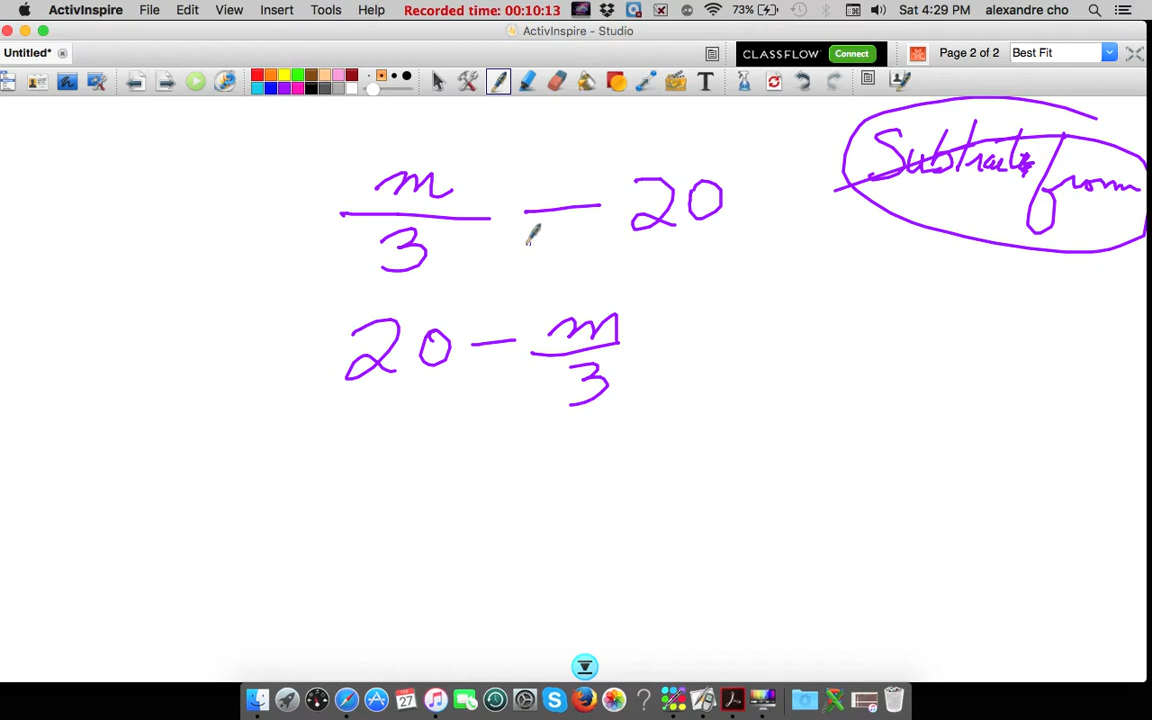 ActivInspire File Edit View Insert Tools Help Recorded time: 00:10:13 73% Sat 4:29 PM alexandre cho
ActivInspire - Studio
Untitled* CLASSFLOW Connect Page 2 of 2 Best Fit
T
Subtract from
m/3 — 20
20 - m/3
27